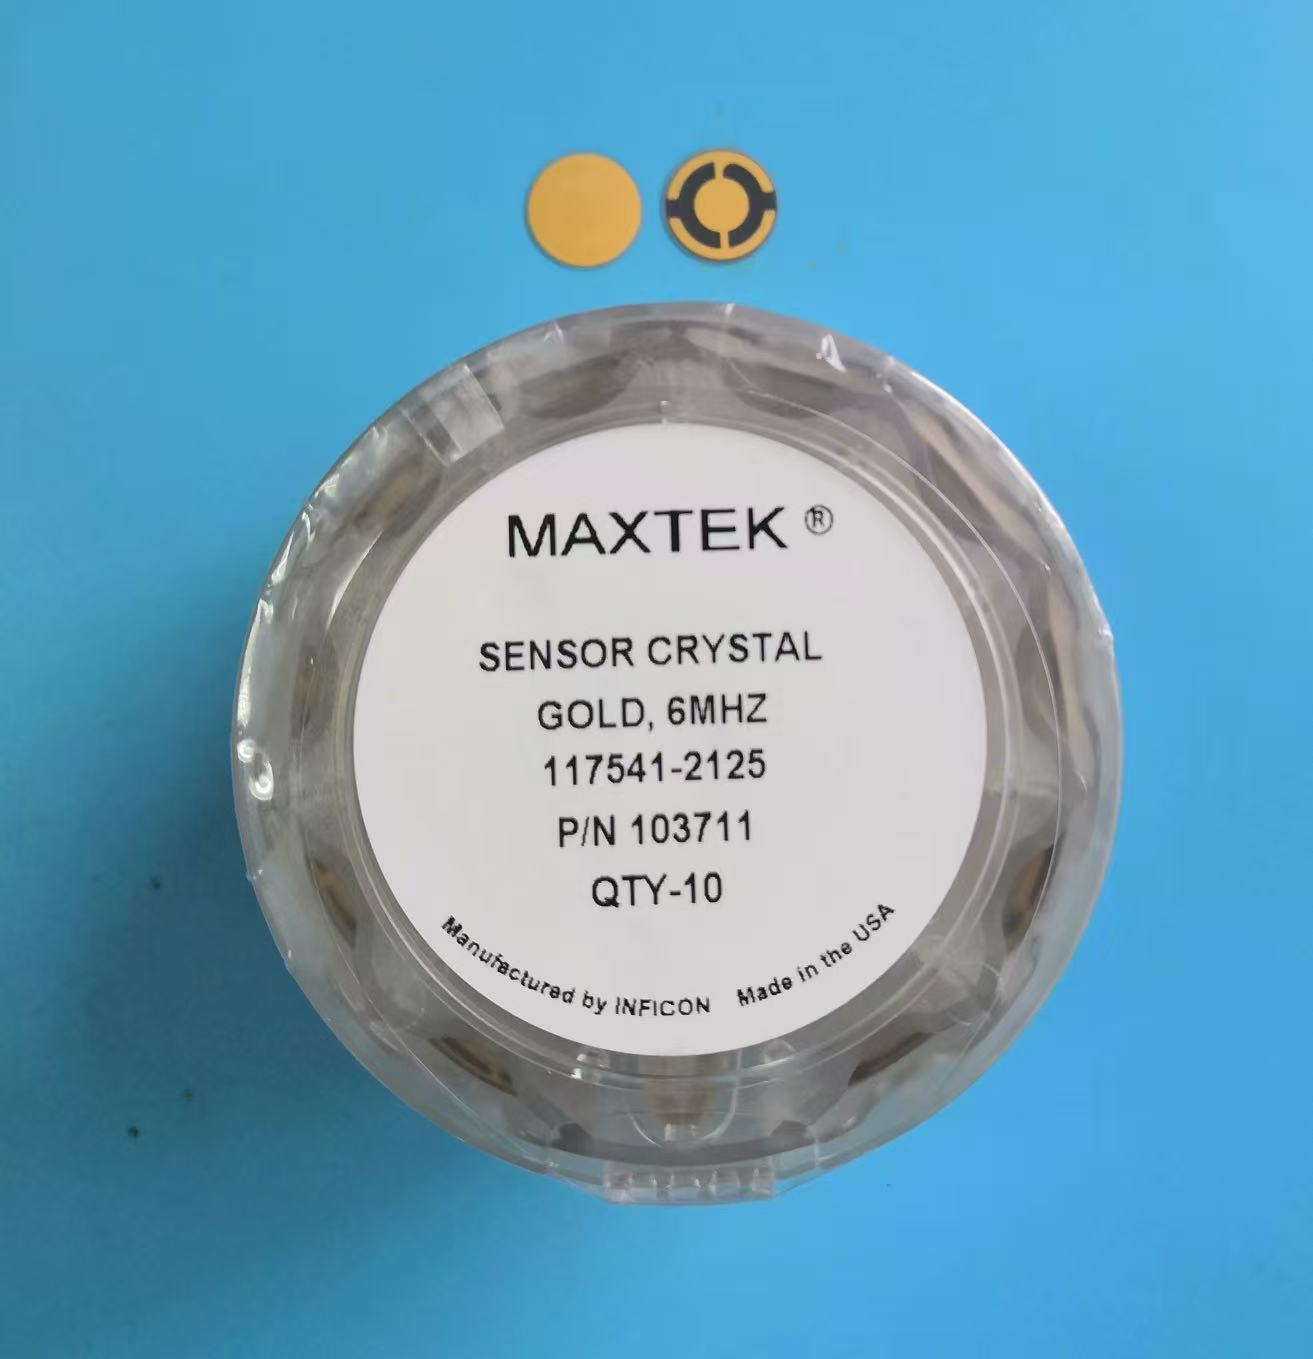 MAXTEK ®
SENSOR CRYSTAL
GOLD, 6MHZ
117541-2125
P/N 103711
QTY-10
Manufactured by INFICON Made in the USA